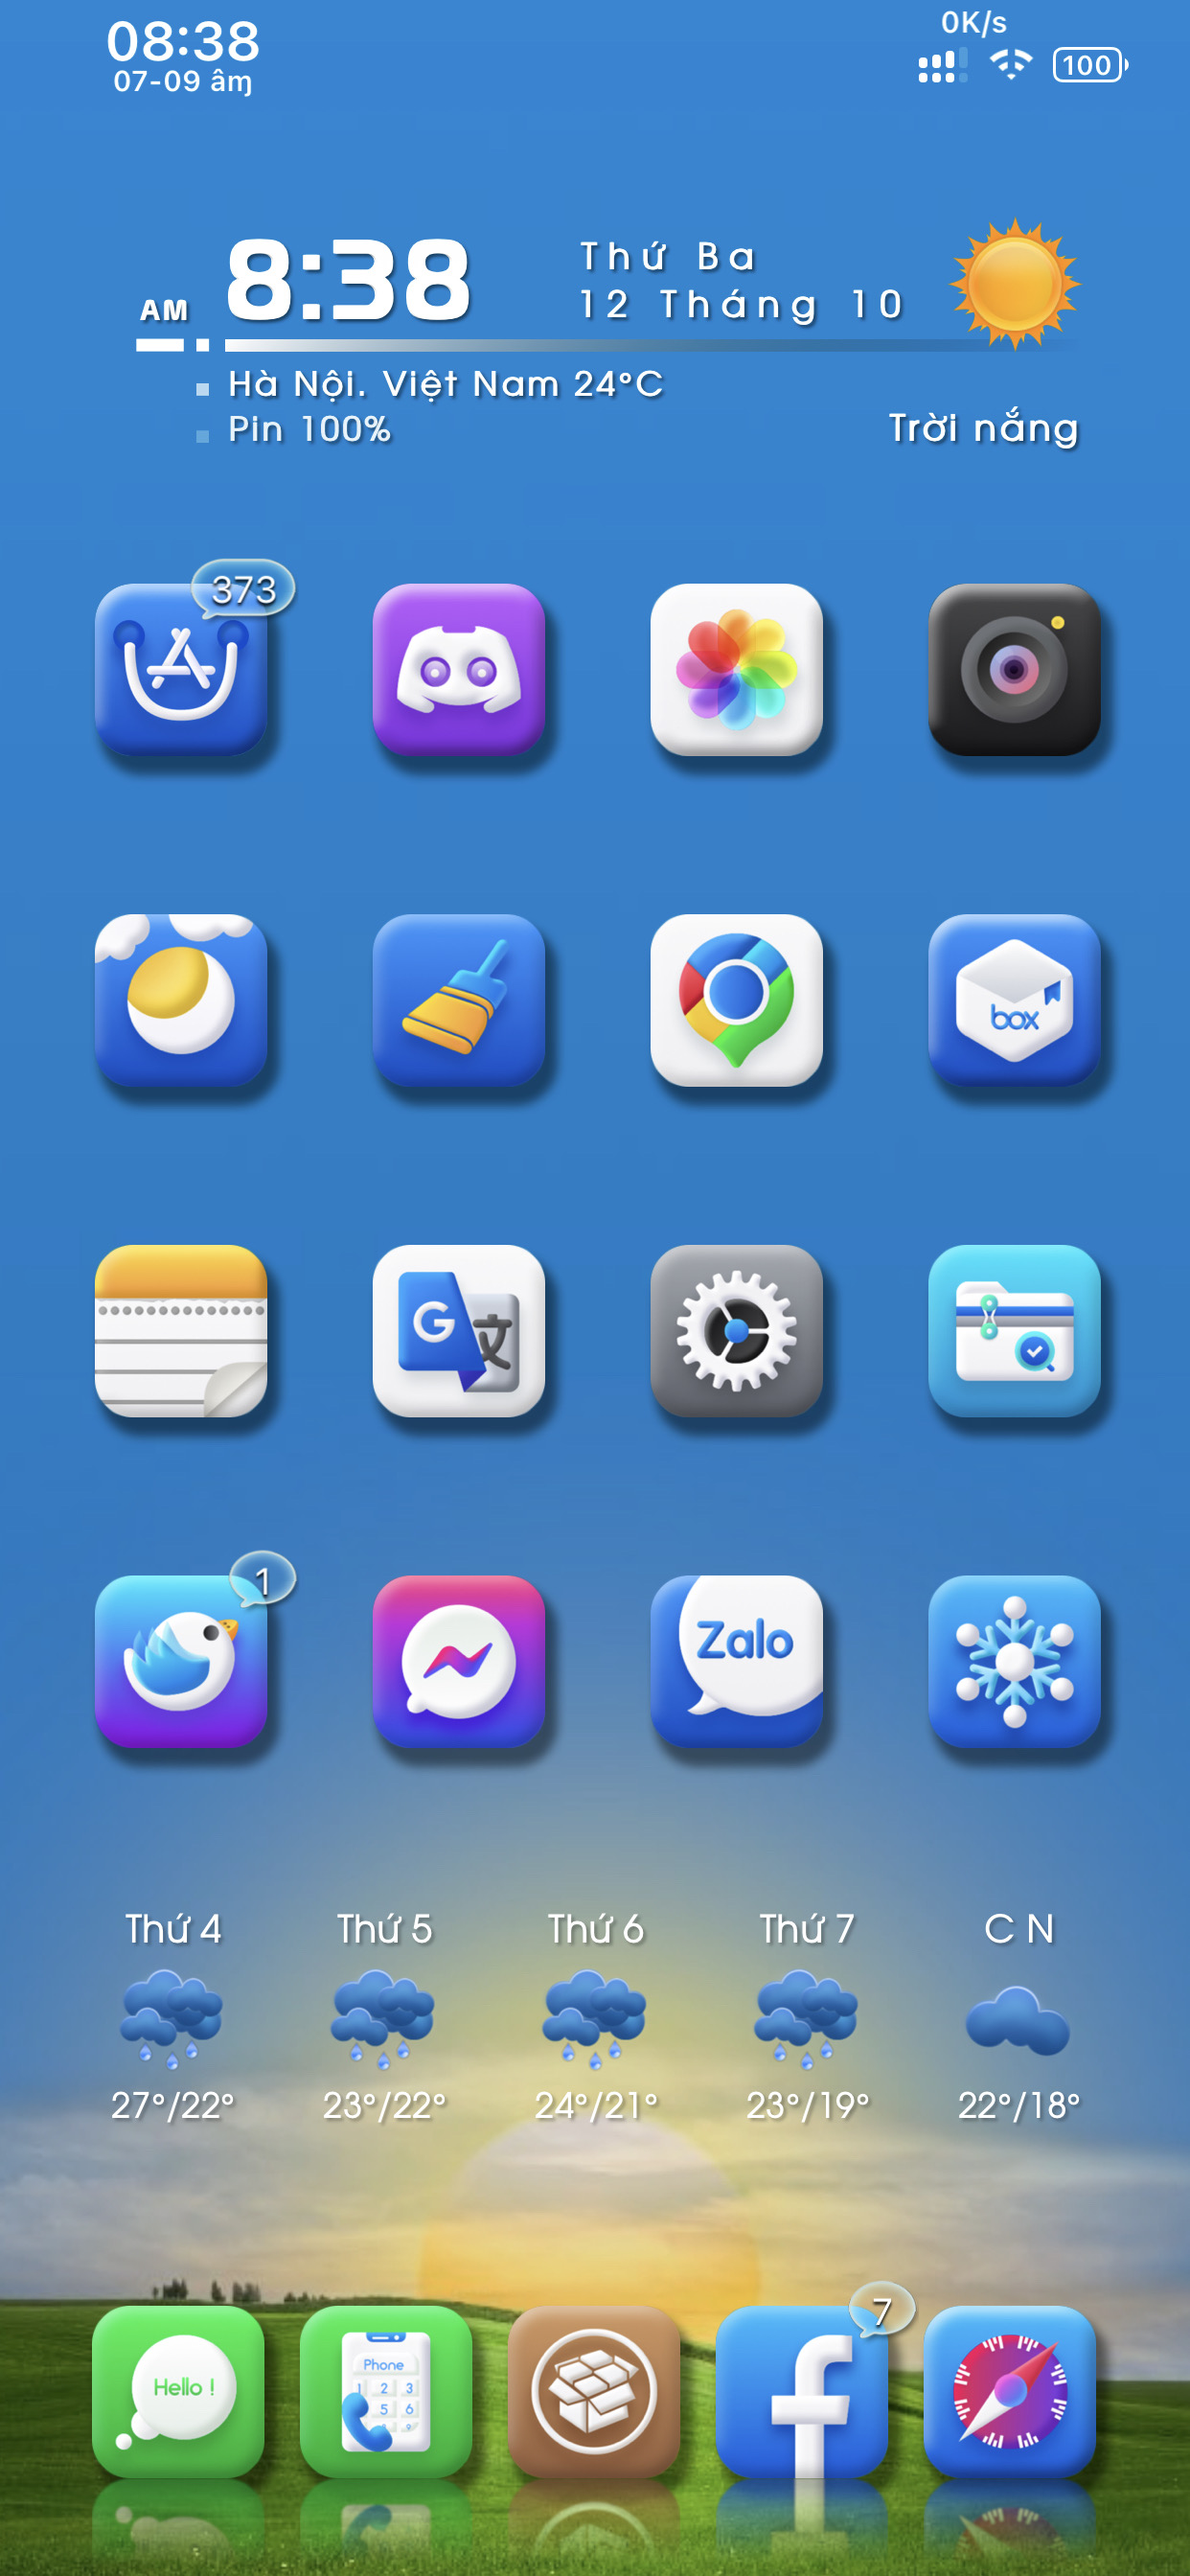 08:38
07-09 âm
0K/s
100
8:38
AM
Thứ Ba
12 Tháng 10
Hà Nội. Việt Nam 24°C
Pin 100%
Trời nắng
373
box
G 文
1
Zalo
Thứ 4 Thứ 5 Thứ 6 Thứ 7 C N
27°/22° 23°/22° 24°/21° 23°/19° 22°/18°
7
Hello !
Phone
1 2 3
5 6
9